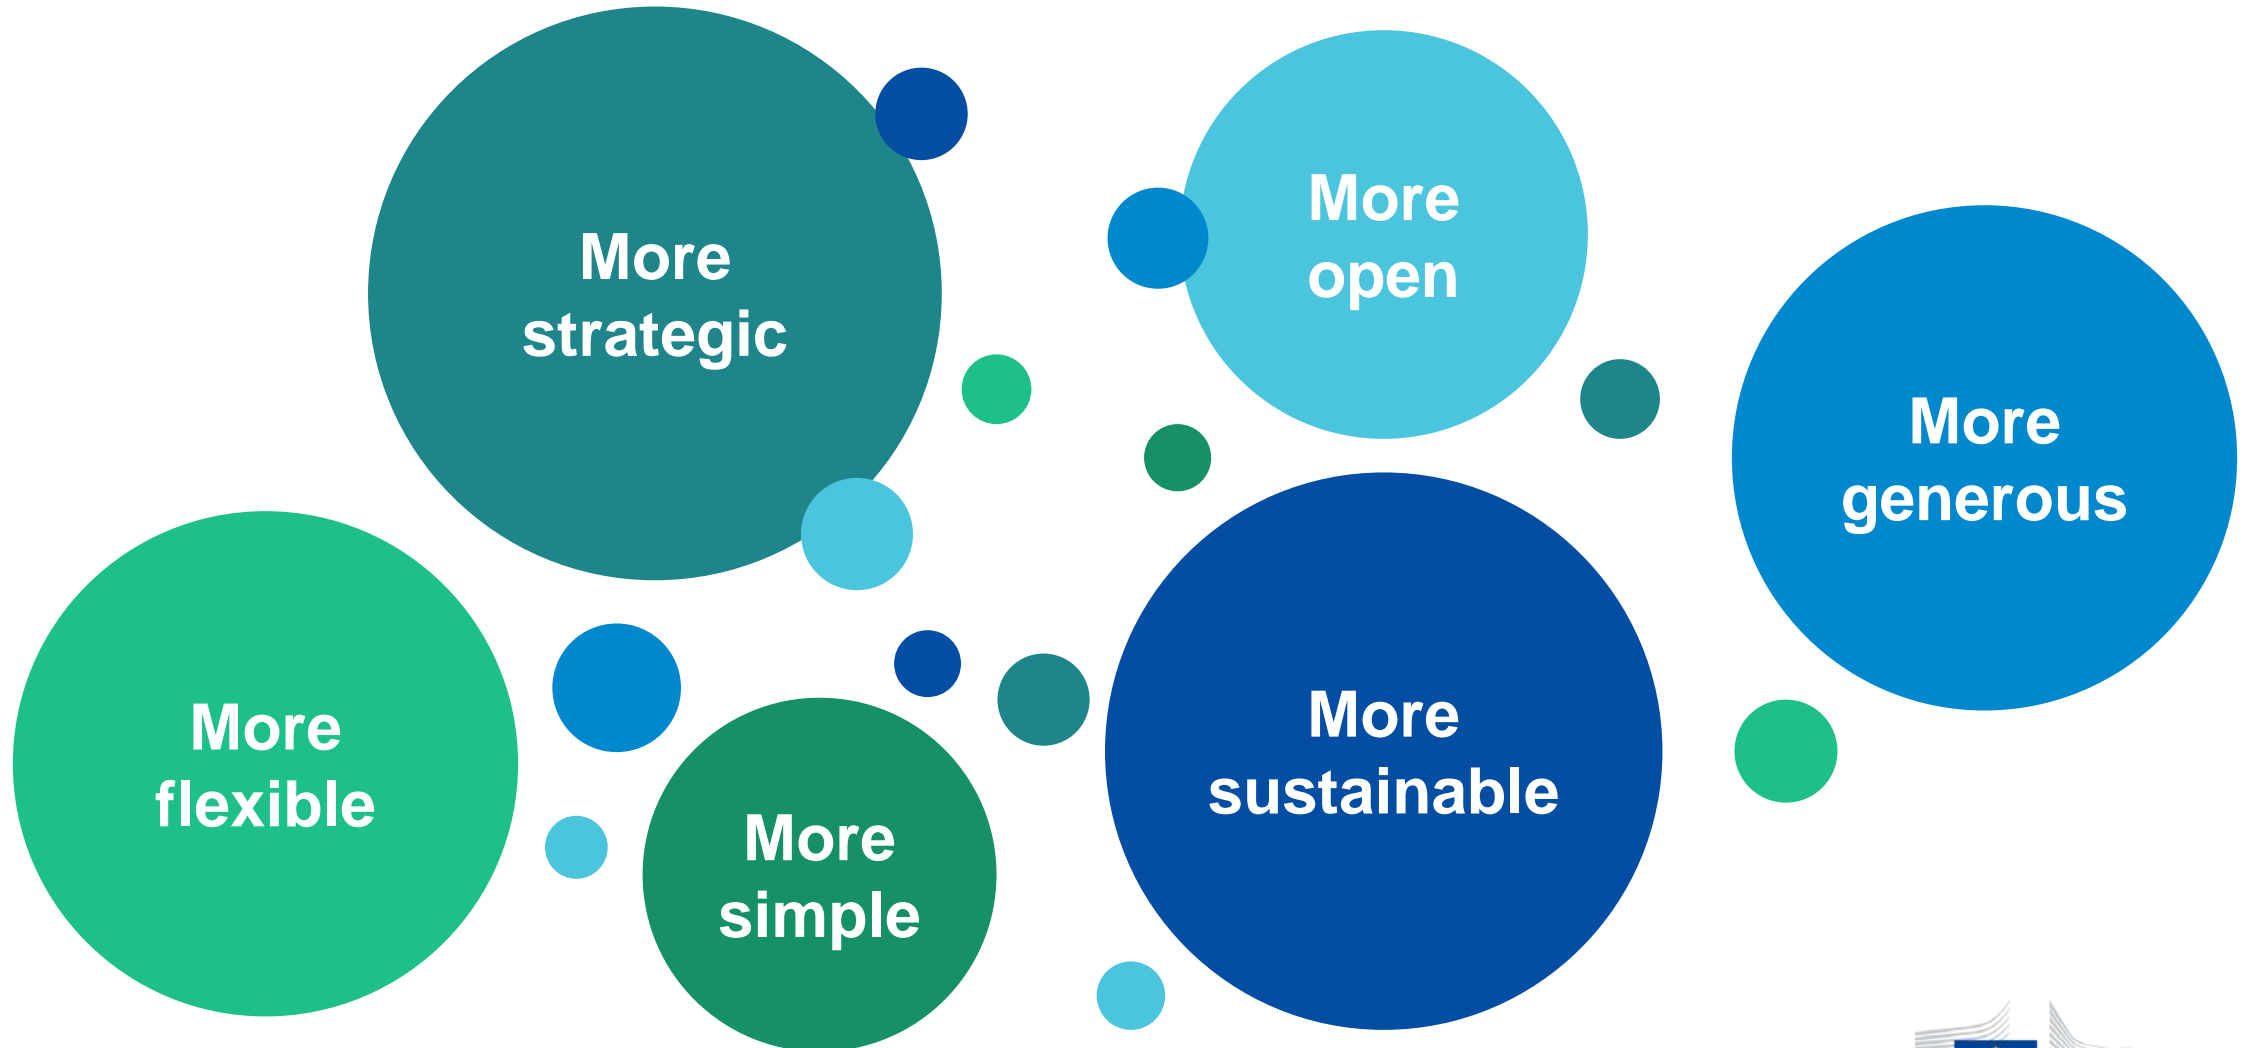 More
strategic
More
open
More
generous
More
flexible
More
simple
More
sustainable